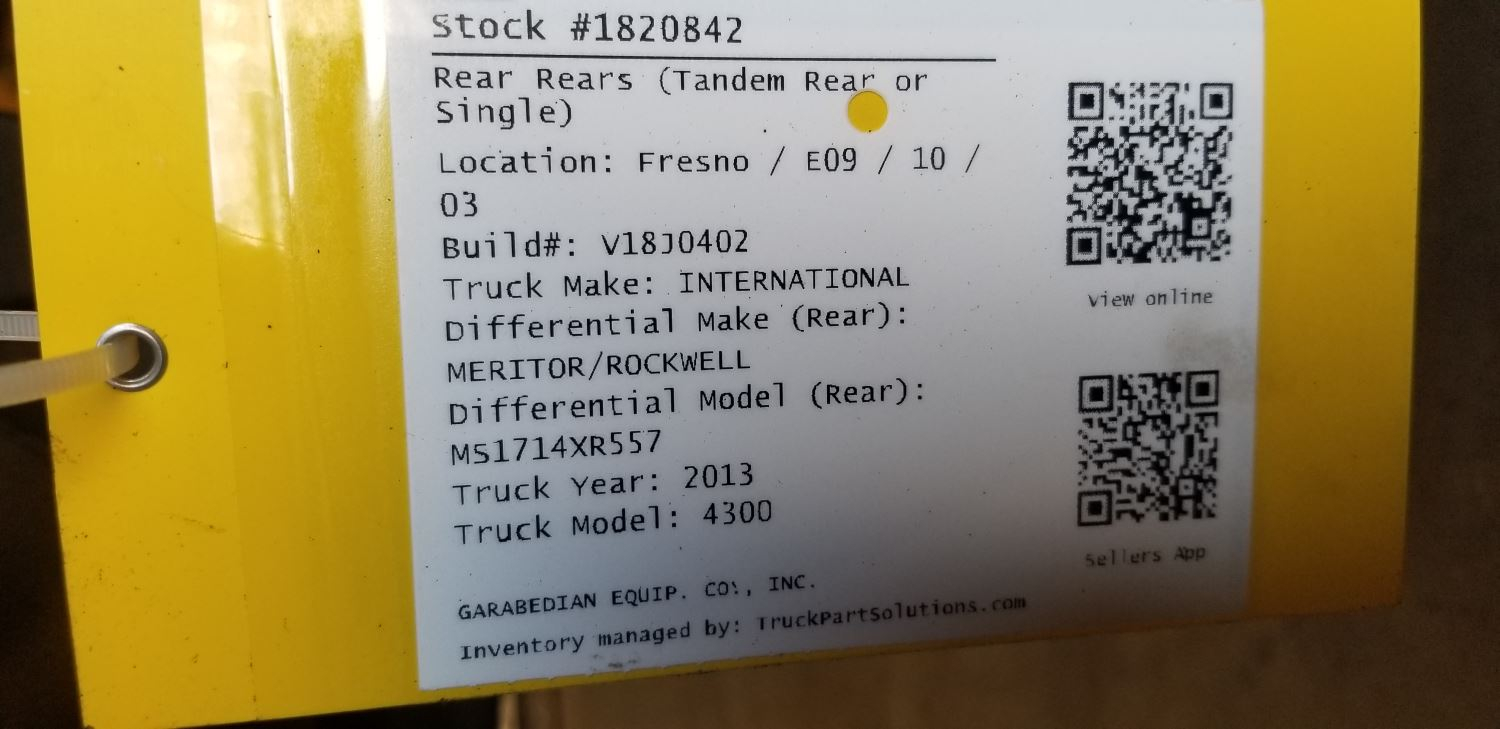 Stock #1820842
Rear Rears (Tandem Rear or
Single)
Location: Fresno / E09 / 10 /
03
Build#: V18J0402
Truck Make: INTERNATIONAL
Differential Make (Rear):
MERITOR/ROCKWELL
Differential Model (Rear):
MS1714XR557
Truck Year: 2013
Truck Model: 4300
GARABEDIAN EQUIP. CO., INC.
Inventory managed by: TruckPartSolutions.com
View online
Sellers App